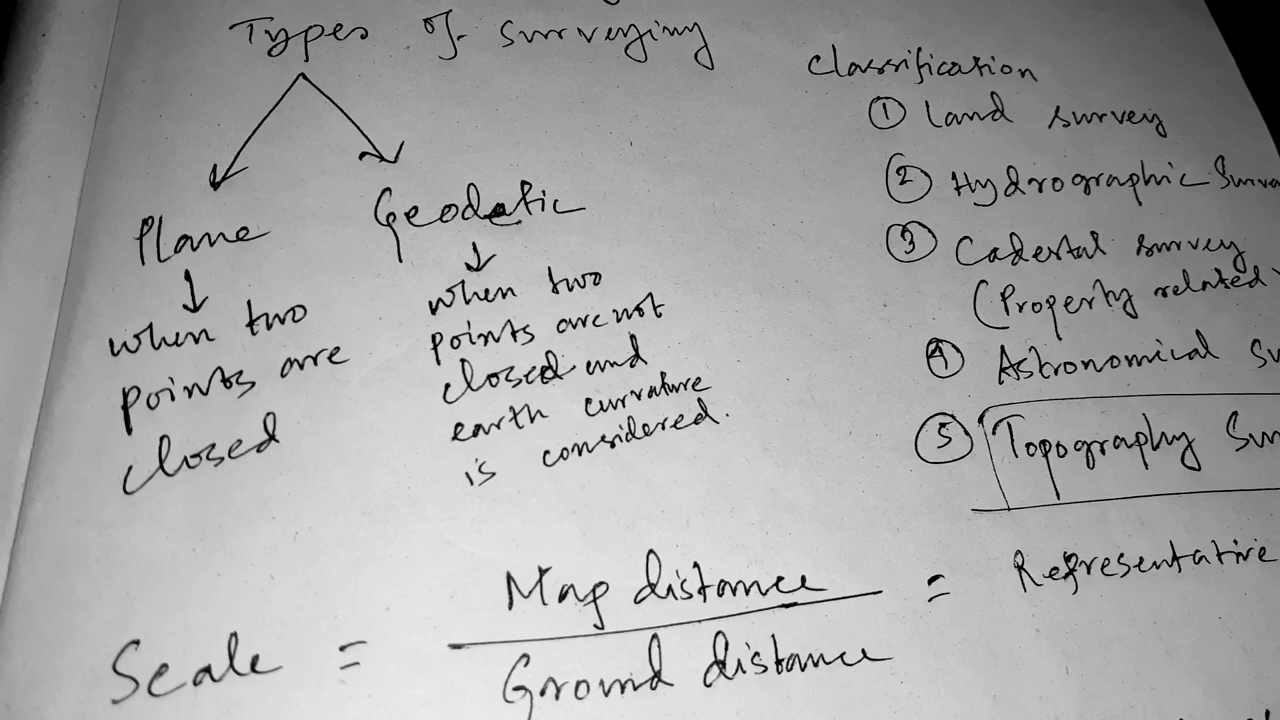 Types of surveying
Plane
when two
points are
closed
Geodetic
when two
points are not
closed and
earth curvature
is considered.
Classification
① Land survey
② Hydrographic
③ Cadestal survey
(Property related
④ Astronomical
⑤ Topography
Scale = Map distance / Ground distance = Representative